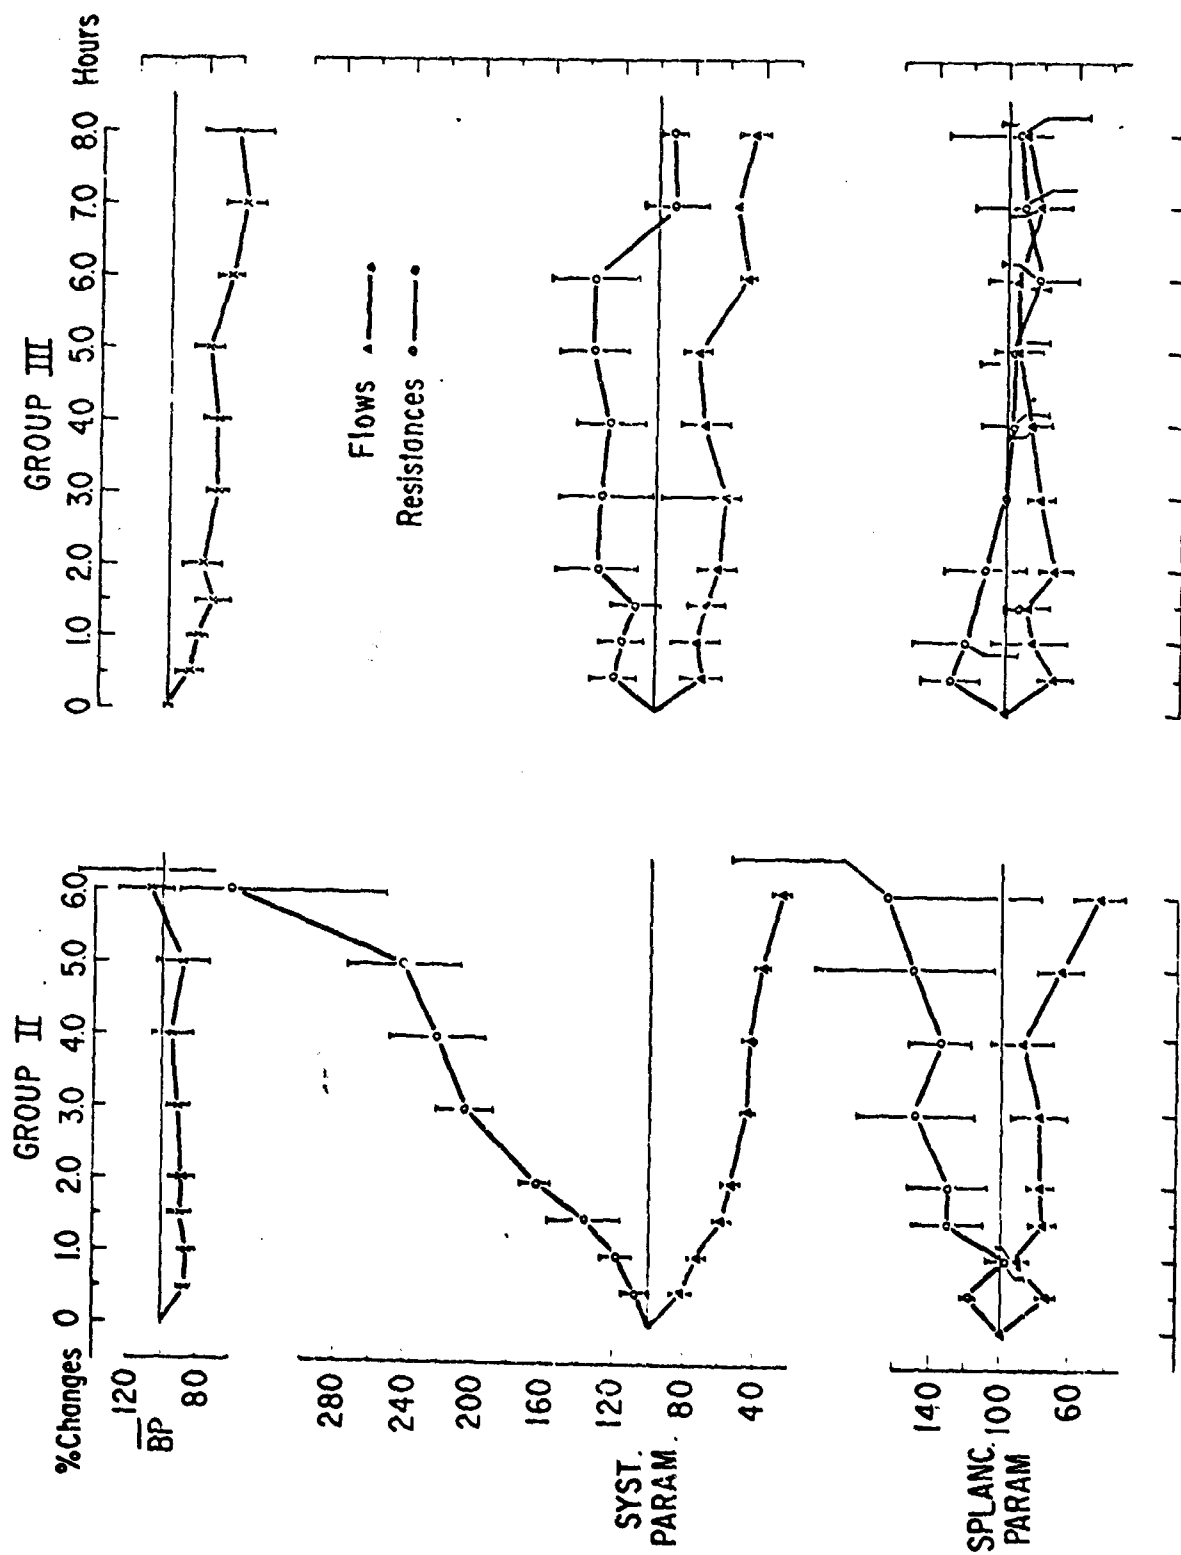 GROUP II
GROUP III
%Changes 0 1.0 2.0 3.0 4.0 5.0 6.0
0 1.0 2.0 3.0 4.0 5.0 6.0 7.0 8.0 Hours
120
BP
80
Flows
Resistances
280
240
200
160
120
80
40
SYST.
PARAM.
140
100
60
SPLANC.
PARAM